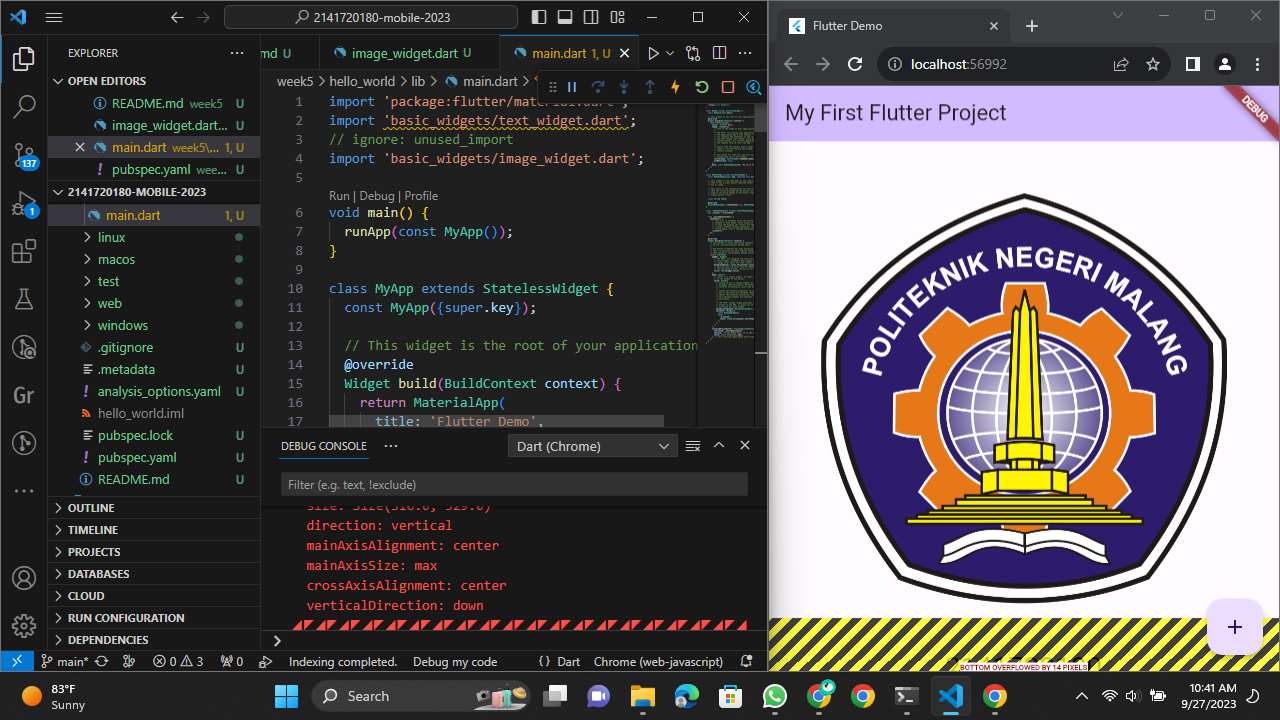 2141720180-mobile-2023
EXPLORER
OPEN EDITORS
README.md week5 U
image_widget.dart... U
main.dart week5\... 1, U
pubspec.yaml wee... U
2141720180-MOBILE-2023
main.dart 1, U
linux
macos
test
web
windows
.gitignore U
.metadata U
analysis_options.yaml U
hello_world.iml
pubspec.lock U
pubspec.yaml U
README.md U
OUTLINE
TIMELINE
PROJECTS
DATABASES
CLOUD
RUN CONFIGURATION
DEPENDENCIES
137
1
Gr
md U
image_widget.dart U
main.dart 1, U
week5 > hello_world > lib > main.dart >
1 import 'package:flutter/material.dart';
2 import 'basic_widgets/text_widget.dart';
3 // ignore: unused_import
4 import 'basic_widgets/image_widget.dart';
5
Run | Debug | Profile
6 void main() {
7 runApp(const MyApp());
8 }
9
10 class MyApp extends StatelessWidget {
11 const MyApp({super.key});
12
13 // This widget is the root of your application
14 @override
15 Widget build(BuildContext context) {
16 return MaterialApp(
17 title: 'Flutter Demo',
DEBUG CONSOLE
Dart (Chrome)
Filter (e.g. text, !exclude)
size: Size(510.0, 529.0)
direction: vertical
mainAxisAlignment: center
mainAxisSize: max
crossAxisAlignment: center
verticalDirection: down
main*
0 3
0
Indexing completed.
Debug my code
{ } Dart
Chrome (web-javascript)
Flutter Demo
localhost:56992
My First Flutter Project
DEBUG
POLITEKNIK NEGERI MALANG
BOTTOM OVERFLOWED BY 14 PIXELS
83°F
Sunny
Search
10:41 AM
9/27/2023